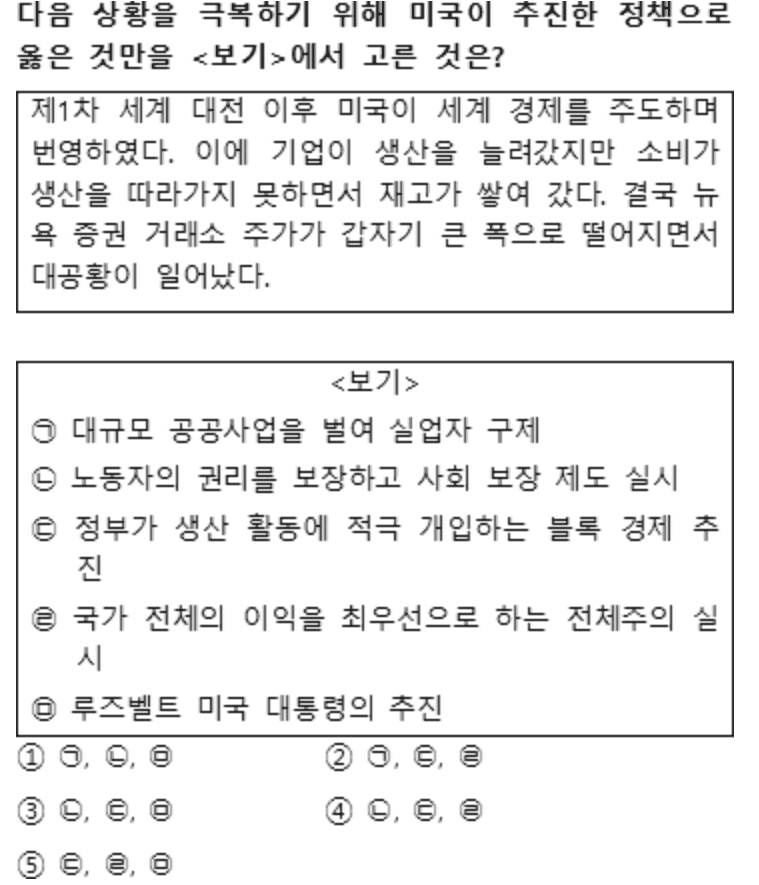 다음 상황을 극복하기 위해 미국이 추진한 정책으로
옳은 것만을 <보기>에서 고른 것은?
제1차 세계 대전 이후 미국이 세계 경제를 주도하며
번영하였다. 이에 기업이 생산을 늘려갔지만 소비가
생산을 따라가지 못하면서 재고가 쌓여 갔다. 결국 뉴
욕 증권 거래소 주가가 갑자기 큰 폭으로 떨어지면서
대공황이 일어났다.
<보기>
㉠ 대규모 공공사업을 벌여 실업자 구제
㉡ 노동자의 권리를 보장하고 사회 보장 제도 실시
㉢ 정부가 생산 활동에 적극 개입하는 블록 경제 추
진
㉣ 국가 전체의 이익을 최우선으로 하는 전체주의 실
시
㉤ 루즈벨트 미국 대통령의 추진
① ㉠, ㉡, ㉤ ② ㉠, ㉢, ㉣
③ ㉡, ㉢, ㉤ ④ ㉡, ㉢, ㉣
⑤ ㉢, ㉣, ㉤